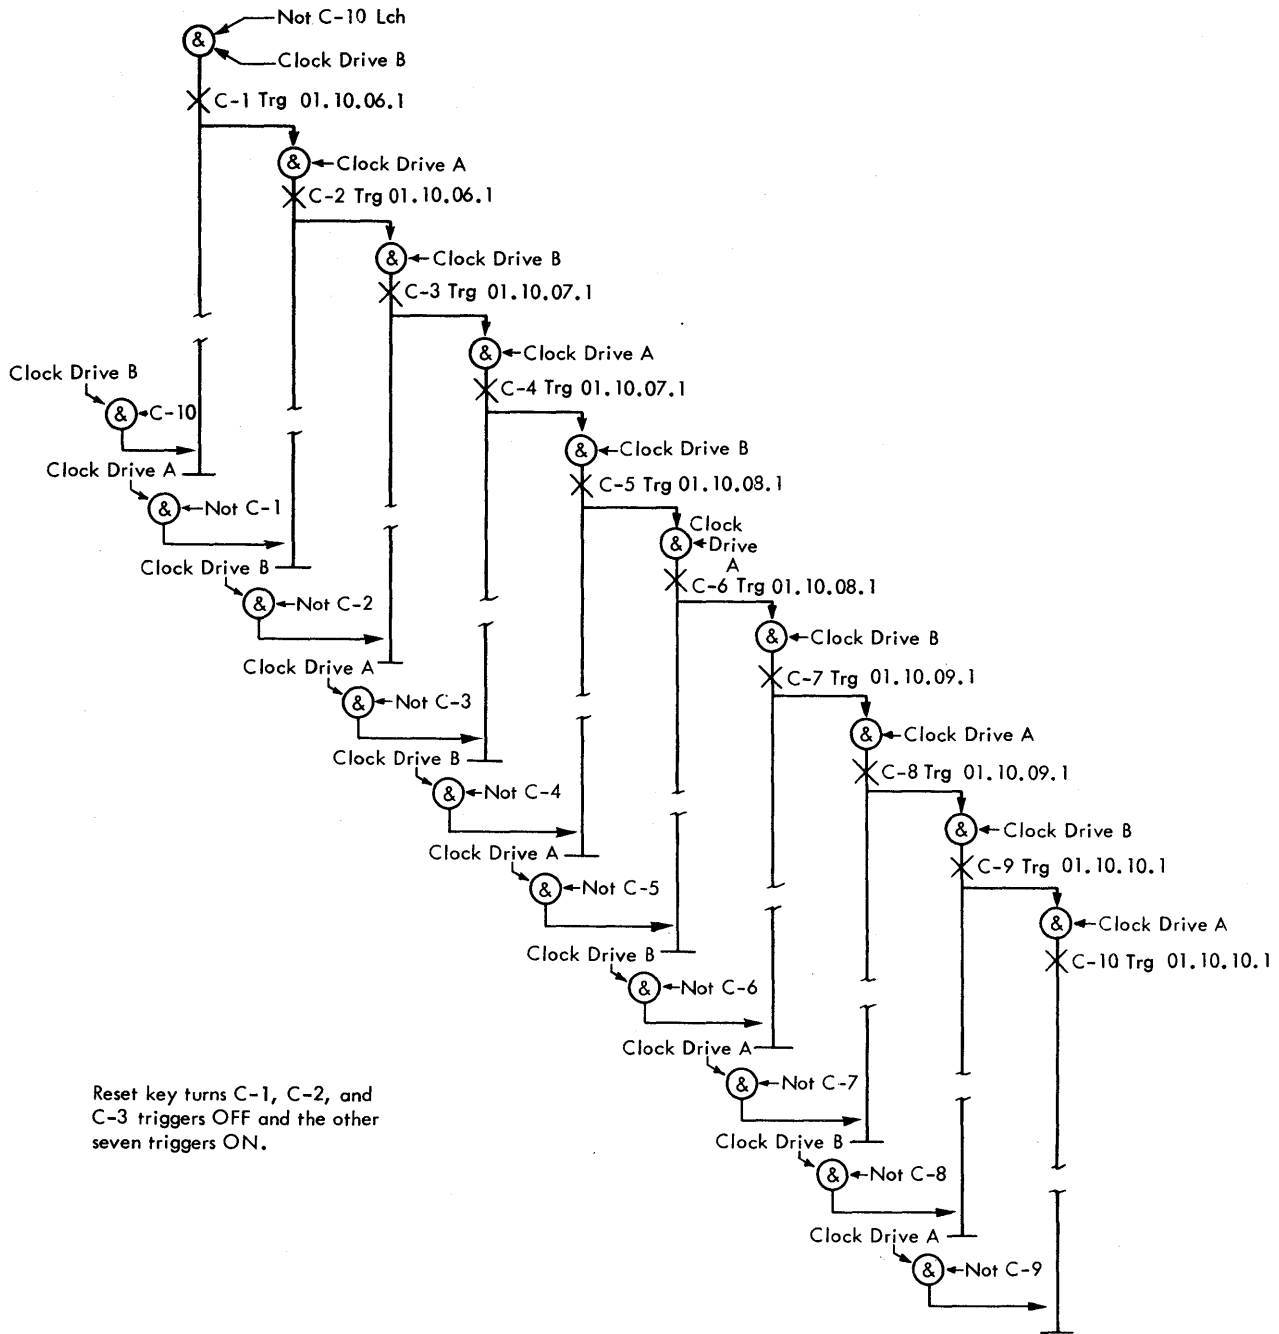 Not C-10 Lch
&
Clock Drive B
C-1 Trg 01.10.06.1
& Clock Drive A
C-2 Trg 01.10.06.1
& Clock Drive B
C-3 Trg 01.10.07.1
& Clock Drive A
Clock Drive B
C-4 Trg 01.10.07.1
& C-10
& Clock Drive B
Clock Drive A
C-5 Trg 01.10.08.1
& Not C-1
Clock
& Drive
A
Clock Drive B
C-6 Trg 01.10.08.1
& Not C-2
& Clock Drive B
Clock Drive A
C-7 Trg 01.10.09.1
& Not C-3
& Clock Drive A
Clock Drive B
C-8 Trg 01.10.09.1
& Not C-4
& Clock Drive B
Clock Drive A
C-9 Trg 01.10.10.1
& Not C-5
& Clock Drive A
Clock Drive B
C-10 Trg 01.10.10.1
& Not C-6
Clock Drive A
& Not C-7
Reset key turns C-1, C-2, and
C-3 triggers OFF and the other
seven triggers ON.
Clock Drive B
& Not C-8
Clock Drive A
& Not C-9